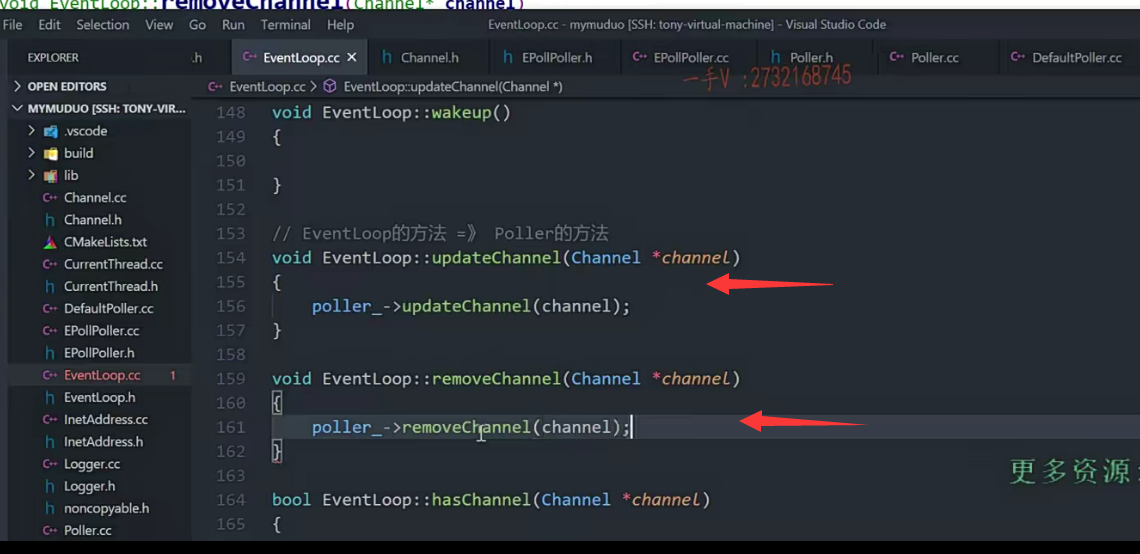 void EventLoop::removeChannel(Channel* channel)
File Edit Selection View Go Run Terminal Help EventLoop.cc - mymuduo [SSH: tony-virtual-machine] - Visual Studio Code
EXPLORER .h EventLoop.cc Channel.h EPollPoller.h EPollPoller.cc Poller.h Poller.cc DefaultPoller.cc
一手V :2732168745
OPEN EDITORS
EventLoop.cc > EventLoop::updateChannel(Channel *)
MYMUDUO [SSH: TONY-VIR...
.vscode
build
lib
Channel.cc
Channel.h
CMakeLists.txt
CurrentThread.cc
CurrentThread.h
DefaultPoller.cc
EPollPoller.cc
EPollPoller.h
EventLoop.cc 1
EventLoop.h
InetAddress.cc
InetAddress.h
Logger.cc
Logger.h
noncopyable.h
Poller.cc
148 void EventLoop::wakeup()
149 {
150
151 }
152
153 // EventLoop的方法 =》 Poller的方法
154 void EventLoop::updateChannel(Channel *channel)
155 {
156 poller_->updateChannel(channel);
157 }
158
159 void EventLoop::removeChannel(Channel *channel)
160 {
161 poller_->removeChannel(channel);
162 }
163
164 bool EventLoop::hasChannel(Channel *channel)
165 {
更多资源